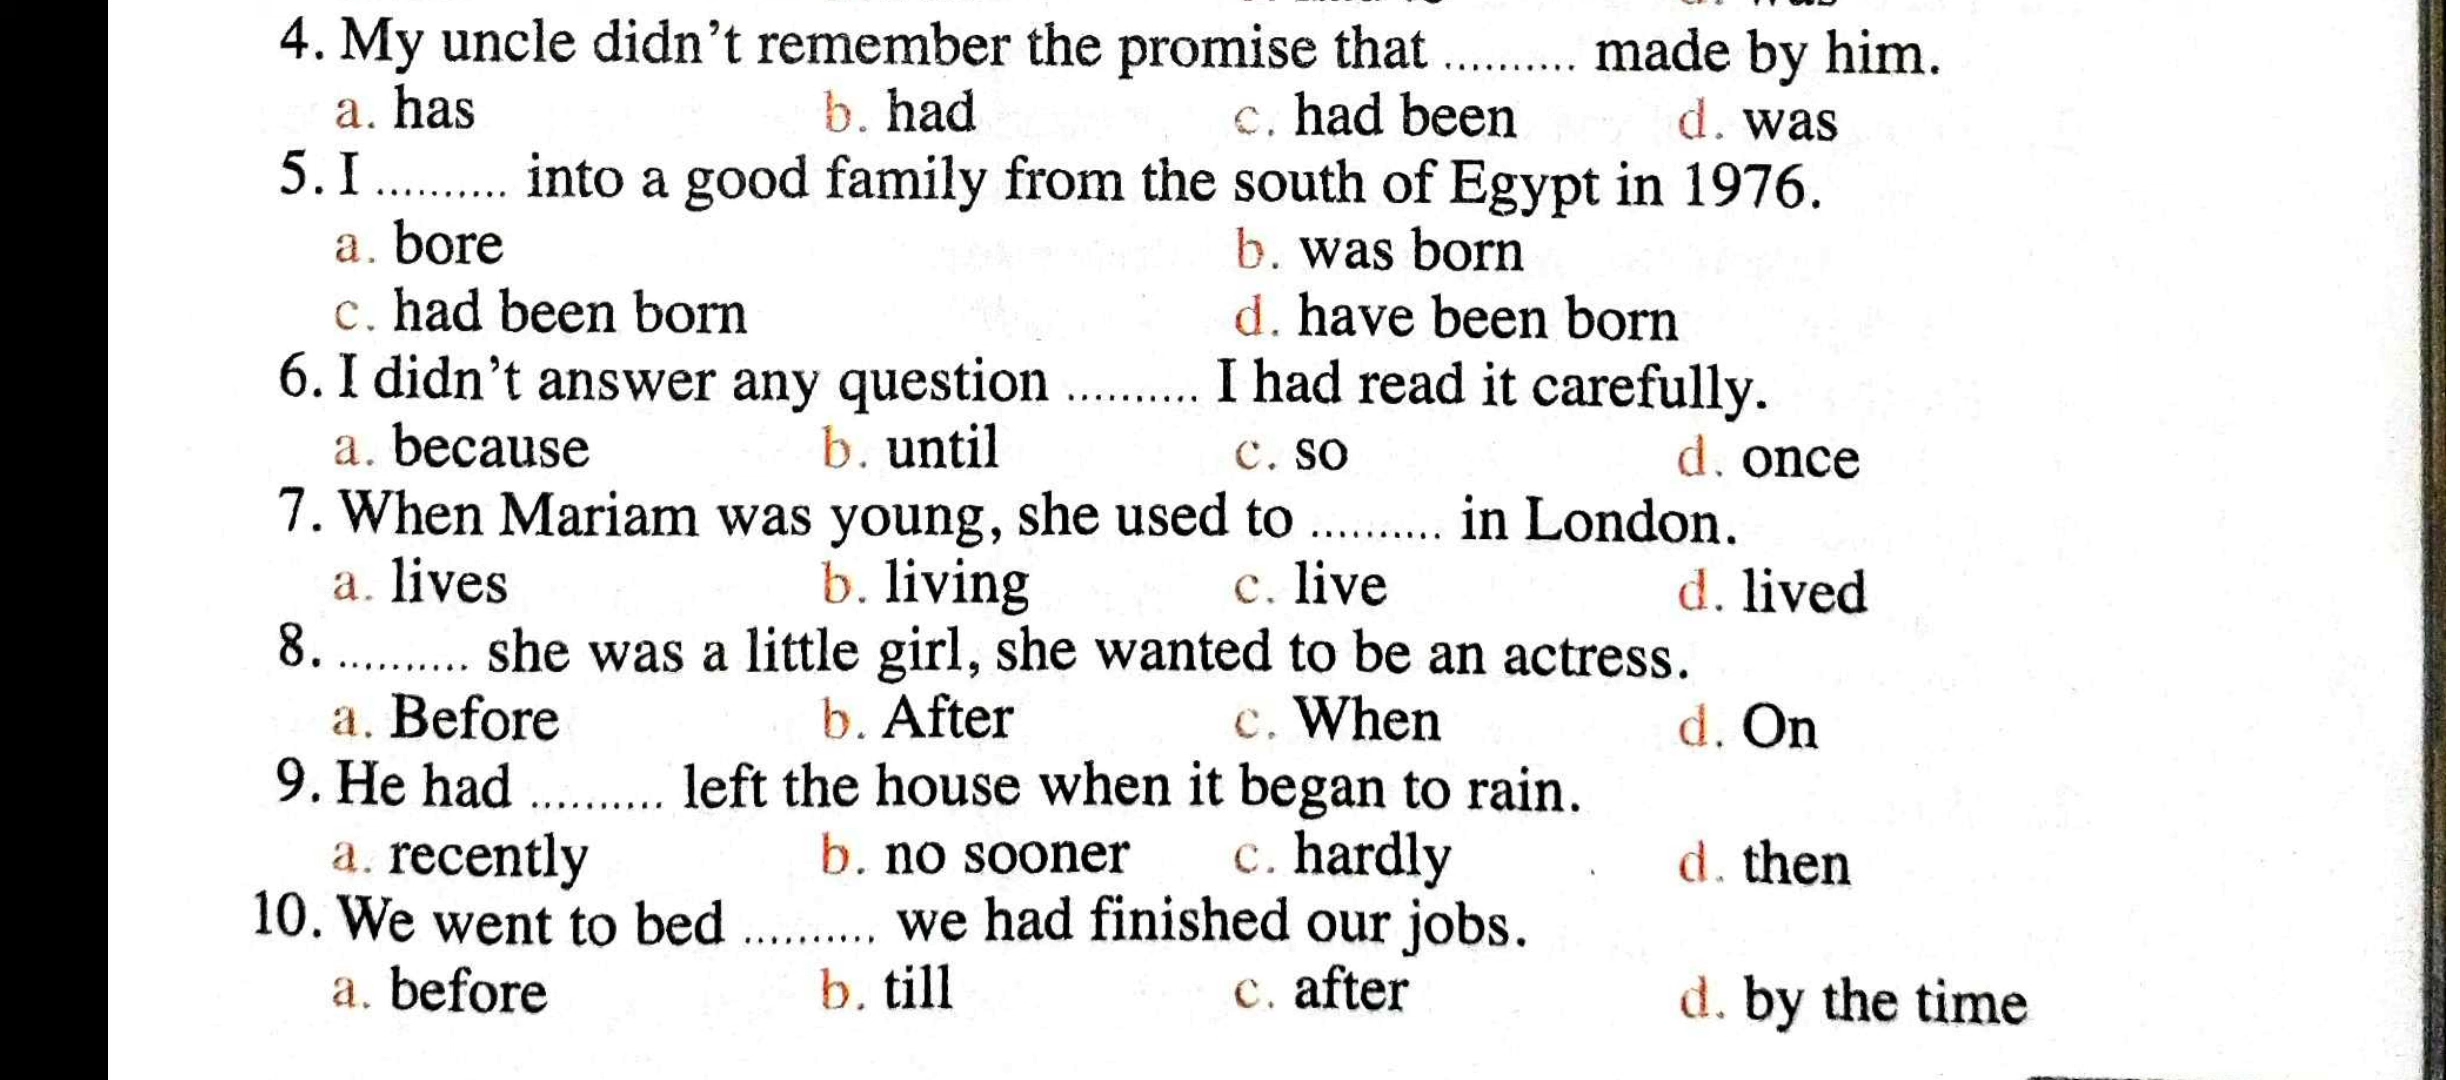 4. My uncle didn't remember the promise that .......... made by him.
a. has b. had c. had been d. was
5. I .......... into a good family from the south of Egypt in 1976.
a. bore b. was born
c. had been born d. have been born
6. I didn't answer any question .......... I had read it carefully.
a. because b. until c. so d. once
7. When Mariam was young, she used to .......... in London.
a. lives b. living c. live d. lived
8. .......... she was a little girl, she wanted to be an actress.
a. Before b. After c. When d. On
9. He had .......... left the house when it began to rain.
a. recently b. no sooner c. hardly d. then
10. We went to bed .......... we had finished our jobs.
a. before b. till c. after d. by the time